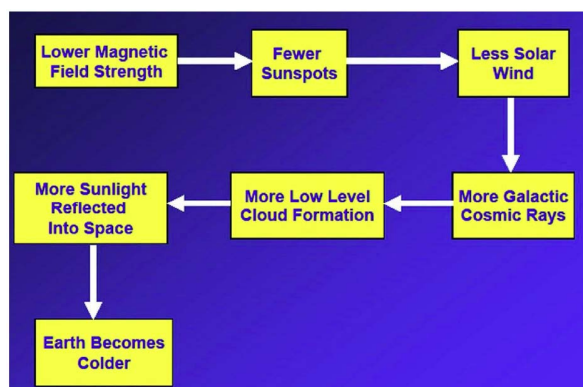 Lower Magnetic
Field Strength
Fewer
Sunspots
Less Solar
Wind
More Galactic
Cosmic Rays
More Low Level
Cloud Formation
More Sunlight
Reflected
Into Space
Earth Becomes
Colder